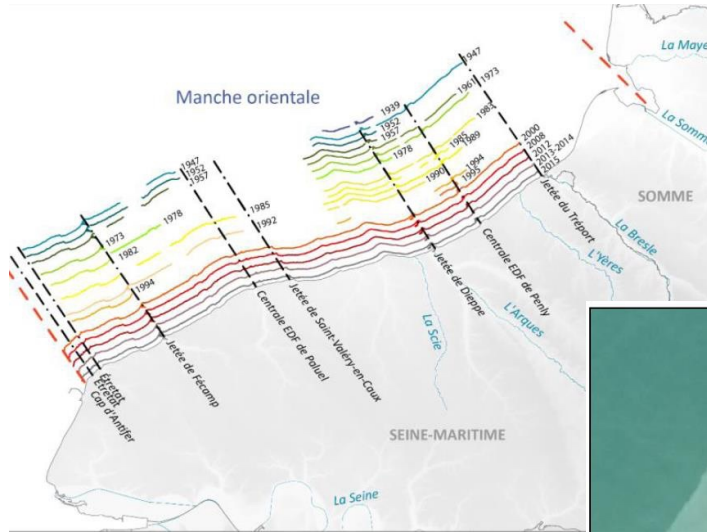 Manche orientale
La Maye
La Somme
SOMME
La Bresle
L'Yères
L'Arques
La Scie
SEINE-MARITIME
La Seine
1947
1952
1957
1973
1978
1982
1994
1985
1992
1939
1952
1957
1978
1990
1947
1961
1973
1985
1989
1994
1995
2000
2008
2012
2013-2014
2015
Jetée du Tréport
Centrale EDF de Penly
Jetée de Dieppe
Jetée de Saint-Valéry-en-Caux
Centrale EDF de Paluel
Jetée de Fécamp
Étretat
Étretat
Cap d'Antifer